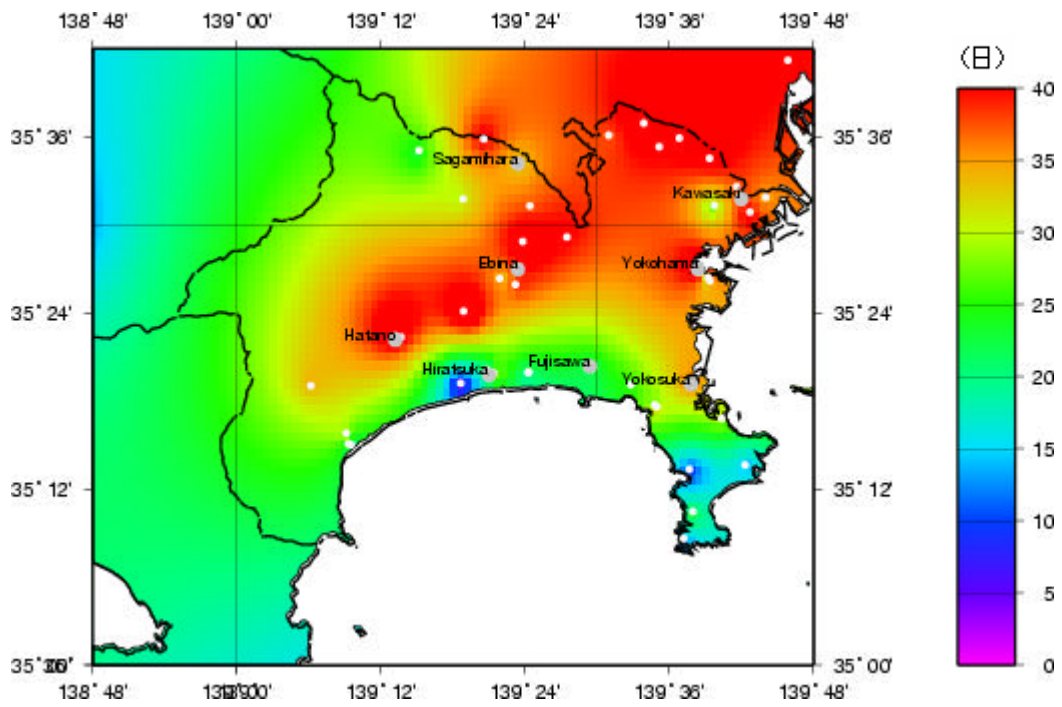 138˚48' 139˚00' 139˚12' 139˚24' 139˚36' 139˚48'
(日)
40
35˚36' 35˚36'
Sagamihara
35
Kawasaki
30
Ebina
Yokohama
25
35˚24' 35˚24'
Hatano
20
Fujisawa
Hiratsuka
Yokosuka
15
35˚12' 35˚12'
10
5
35˚00' 0
138˚48' 139˚12' 139˚24' 139˚36' 139˚48'